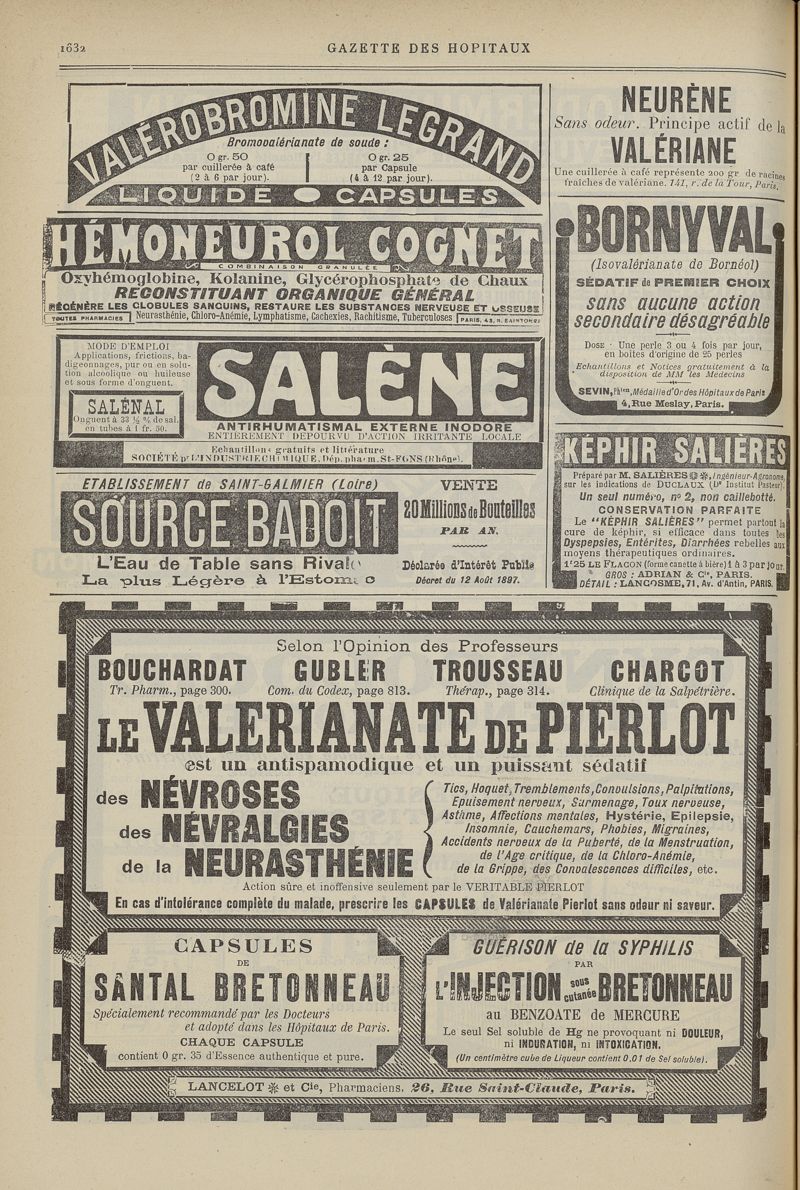 1632
GAZETTE DES HOPITAUX
VALÉROBROMINE LEGRAND
Bromovalérianate de soude :
0 gr. 50
par cuillerée à café
(2 à 6 par jour).
0 gr. 25
par Capsule
(4 à 12 par jour).
LIQUIDE CAPSULES
HÉMONEUROL COGNET
COMBINAISON GRANULÉE
Oxyhémoglobine, Kolanine, Glycérophosphate de Chaux
RECONSTITUANT ORGANIQUE GÉNÉRAL
RÉGÉNÈRE LES GLOBULES SANGUINS, RESTAURE LES SUBSTANCES NERVEUSE ET OSSEUSE
TOUTES PHARMACIES
Neurasthénie, Chloro-Anémie, Lymphatisme, Cachexies, Rachitisme, Tuberculoses
PARIS, 43, R. SAINTONGE
MODE D'EMPLOI
Applications, frictions, ba-
digeonnages, pur ou en solu-
tion alcoolique ou huileuse
et sous forme d'onguent.
SALÉNAL
Onguent à 33 ⅓ % de sal.
en tubes à 1 fr. 50.
SALÈNE
ANTIRHUMATISMAL EXTERNE INODORE
ENTIÈREMENT DÉPOURVU D'ACTION IRRITANTE LOCALE
Echantillons gratuits et littérature
SOCIÉTÉ Dᵉ L'INDUSTRIE CHIMIQUE. Dép. pharm. St-FONS (Rhône).
ETABLISSEMENT de SAINT-GALMIER (Loire)
SOURCE BADOIT
L'Eau de Table sans Rivale
La plus Légère à l'Estomac
VENTE
20 Millions de Bouteilles
PAR AN.
Déclarée d'Intérêt Public
Décret du 12 Août 1897.
NEURÈNE
Sans odeur. Principe actif de la
VALÉRIANE
Une cuillerée à café représente 200 gr de racines
fraîches de valériane. 141, r. de la Tour, Paris.
BORNYVAL
(Isovalérianate de Bornéol)
SÉDATIF de PREMIER CHOIX
sans aucune action
secondaire désagréable
DOSE - Une perle 3 ou 4 fois par jour,
en boîtes d'origine de 25 perles
Echantillons et Notices gratuitement à la
disposition de MM les Médecins
SEVIN, Phien, Médaille d'Or des Hôpitaux de Paris
4, Rue Meslay, Paris.
KÉPHIR SALIÈRES
Préparé par M. SALIÈRES, Ingénieur-Agronome,
sur les indications de DUCLAUX (Dr Institut Pasteur).
Un seul numéro, nº 2, non caillebotté.
CONSERVATION PARFAITE
Le "KÉPHIR SALIÈRES" permet partout la
cure de képhir, si efficace dans toutes les
Dyspepsies, Entérites, Diarrhées rebelles aux
moyens thérapeutiques ordinaires.
1f25 LE FLACON (forme canette à bière) 1 à 3 par jour.
GROS : ADRIAN & Cie, PARIS.
DÉTAIL : LANCOSME, 71, Av. d'Antin, PARIS.
Selon l'Opinion des Professeurs
BOUCHARDAT GUBLER TROUSSEAU CHARCOT
Tr. Pharm., page 300. Com. du Codex, page 813. Thérap., page 314. Clinique de la Salpétrière.
LE VALERIANATE DE PIERLOT
est un antispamodique et un puissant sédatif
des NÉVROSES
des NÉVRALGIES
de la NEURASTHÉNIE
Tics, Hoquet, Tremblements, Convulsions, Palpitations,
Epuisement nerveux, Surmenage, Toux nerveuse,
Asthme, Affections mentales, Hystérie, Epilepsie,
Insomnie, Cauchemars, Phobies, Migraines,
Accidents nerveux de la Puberté, de la Menstruation,
de l'Age critique, de la Chloro-Anémie,
de la Grippe, des Convalescences difficiles, etc.
Action sûre et inoffensive seulement par le VERITABLE PIERLOT
En cas d'intolérance complète du malade, prescrire les CAPSULES de Valérianate Pierlot sans odeur ni saveur.
CAPSULES
DE
SANTAL BRETONNEAU
Spécialement recommandé par les Docteurs
et adopté dans les Hôpitaux de Paris.
CHAQUE CAPSULE
contient 0 gr. 35 d'Essence authentique et pure.
GUÉRISON de la SYPHILIS
PAR
L'INJECTION sous cutanée BRETONNEAU
au BENZOATE de MERCURE
Le seul Sel soluble de Hg ne provoquant ni DOULEUR,
ni INDURATION, ni INTOXICATION.
(Un centimètre cube de Liqueur contient 0,01 de Sel soluble).
LANCELOT et Cie, Pharmaciens, 26, Rue Saint-Claude, Paris.